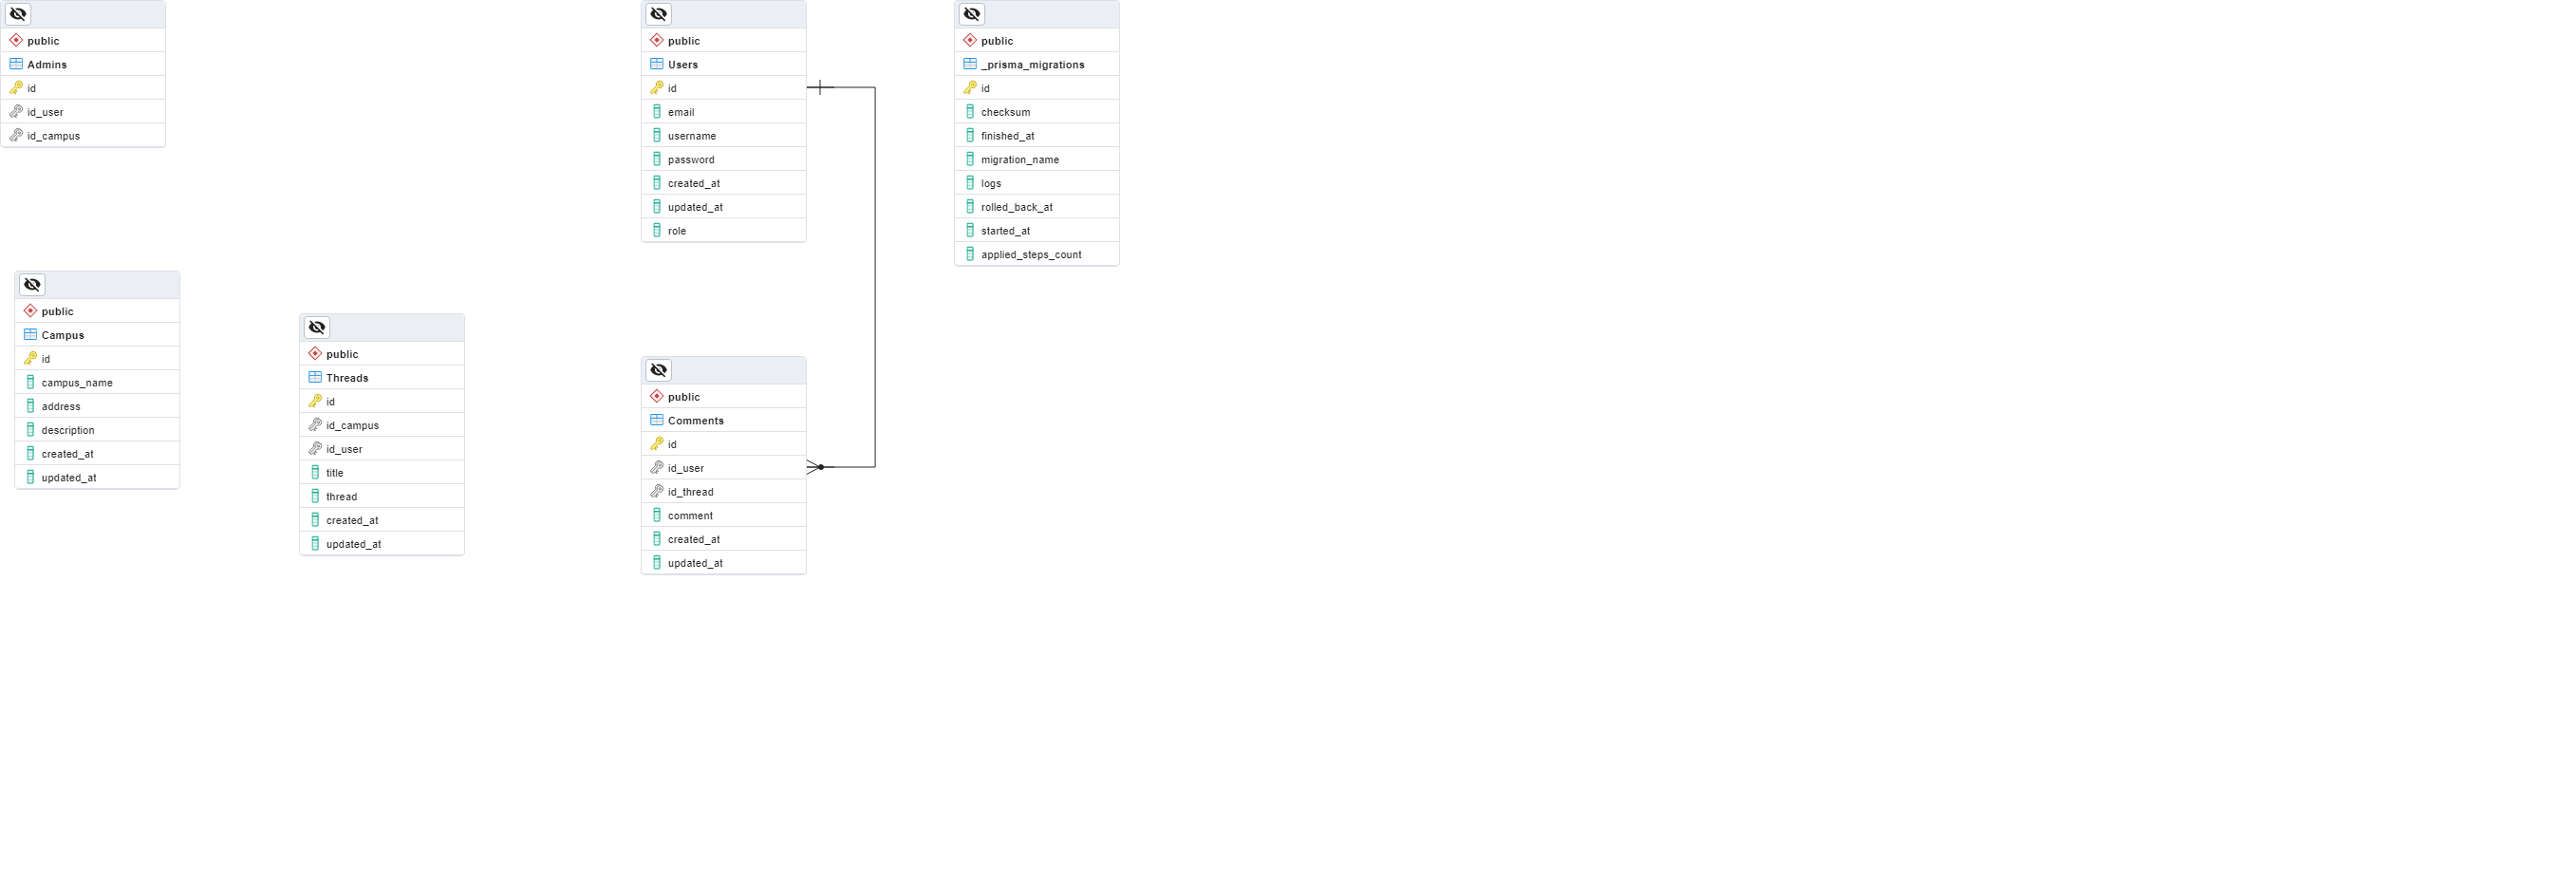 public
Admins
id
id_user
id_campus
public
Users
id
email
username
password
created_at
updated_at
role
public
_prisma_migrations
id
checksum
finished_at
migration_name
logs
rolled_back_at
started_at
applied_steps_count
public
Campus
id
campus_name
address
description
created_at
updated_at
public
Threads
id
id_campus
id_user
title
thread
created_at
updated_at
public
Comments
id
id_user
id_thread
comment
created_at
updated_at